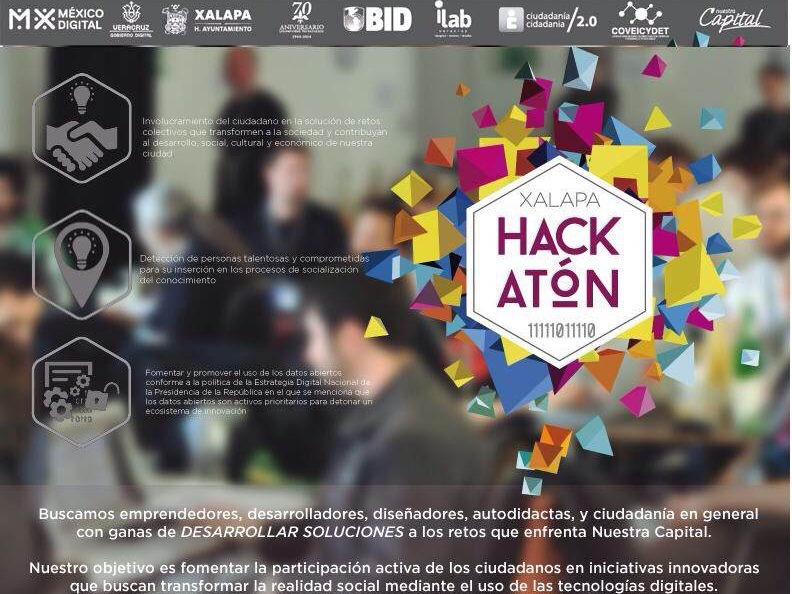 MÉXICO
DIGITAL
VERACRUZ
GOBIERNO DIGITAL
XALAPA
H. AYUNTAMIENTO
70
ANIVERSARIO
1944-2014
BID
iLab
veracruz
ciudadanía
cidadania
/2.0
COVEICYDET
nuestra
Capital
Involucramiento del ciudadano en la solución de retos
colectivos que transformen a la sociedad y contribuyan
al desarrollo, social, cultural y económico de nuestra
ciudad
Detección de personas talentosas y comprometidas
para su inserción en los procesos de socialización
del conocimiento
Fomentar y promover el uso de los datos abiertos
conforme a la política de la Estrategia Digital Nacional de
la Presidencia de la República en el que se menciona que
los datos abiertos son activos prioritarios para detonar un
ecosistema de innovación
XALAPA
HACK
ATÓN
11111011110
Buscamos emprendedores, desarrolladores, diseñadores, autodidactas, y ciudadanía en general
con ganas de DESARROLLAR SOLUCIONES a los retos que enfrenta Nuestra Capital.
Nuestro objetivo es fomentar la participación activa de los ciudadanos en iniciativas innovadoras
que buscan transformar la realidad social mediante el uso de las tecnologías digitales.